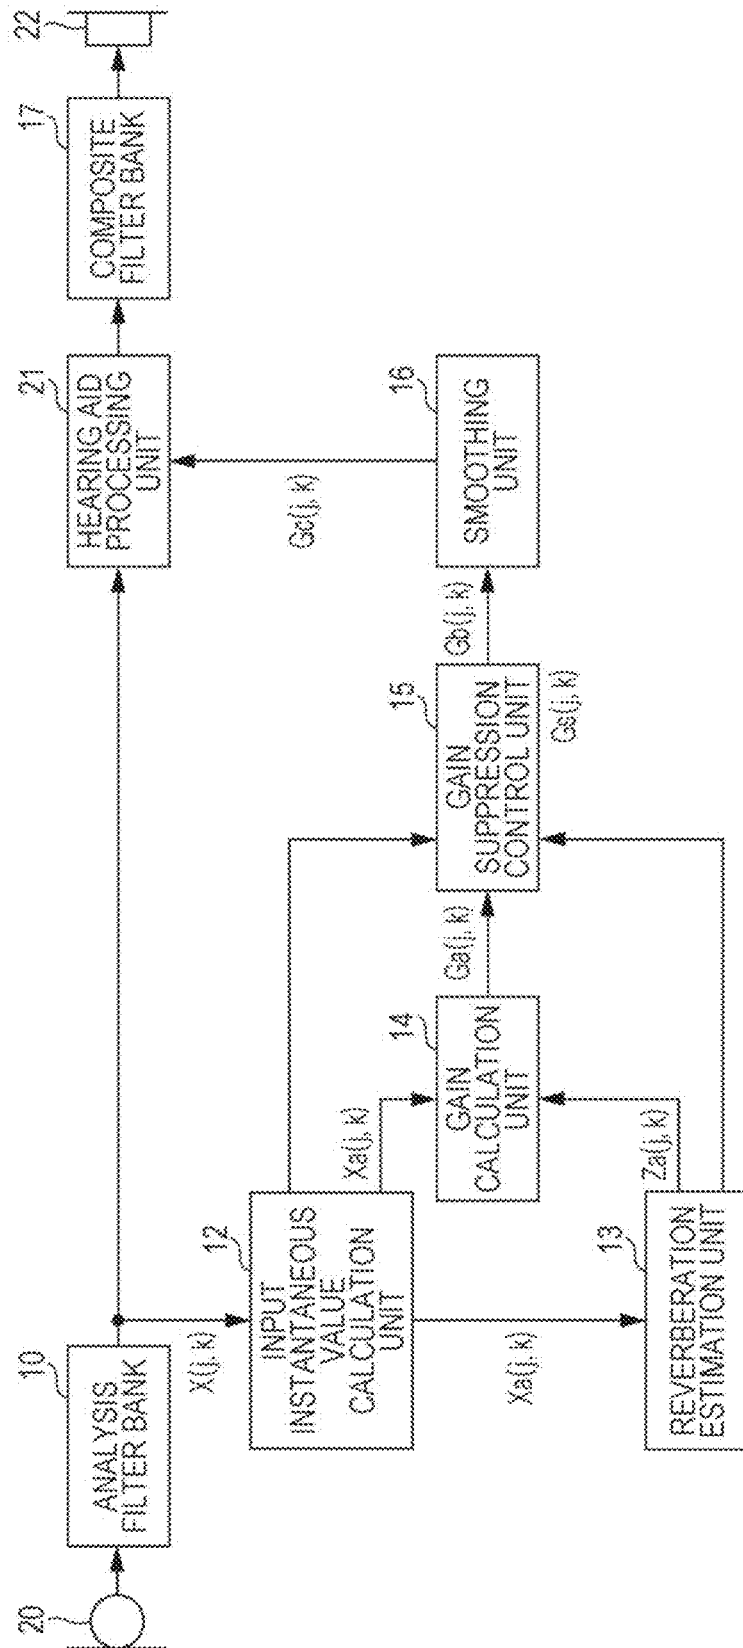 20
10
ANALYSIS
FILTER BANK
21
HEARING AID
PROCESSING
UNIT
17
COMPOSITE
FILTER BANK
22
X(j, k)
12
INPUT
INSTANTANEOUS
VALUE
CALCULATION
UNIT
Xa(j, k)
Gc(j, k)
14
GAIN
CALCULATION
UNIT
Ga(j, k)
15
GAIN
SUPPRESSION
CONTROL UNIT
Gb(j, k)
Gs(j, k)
16
SMOOTHING
UNIT
Xa(j, k)
Za(j, k)
13
REVERBERATION
ESTIMATION UNIT